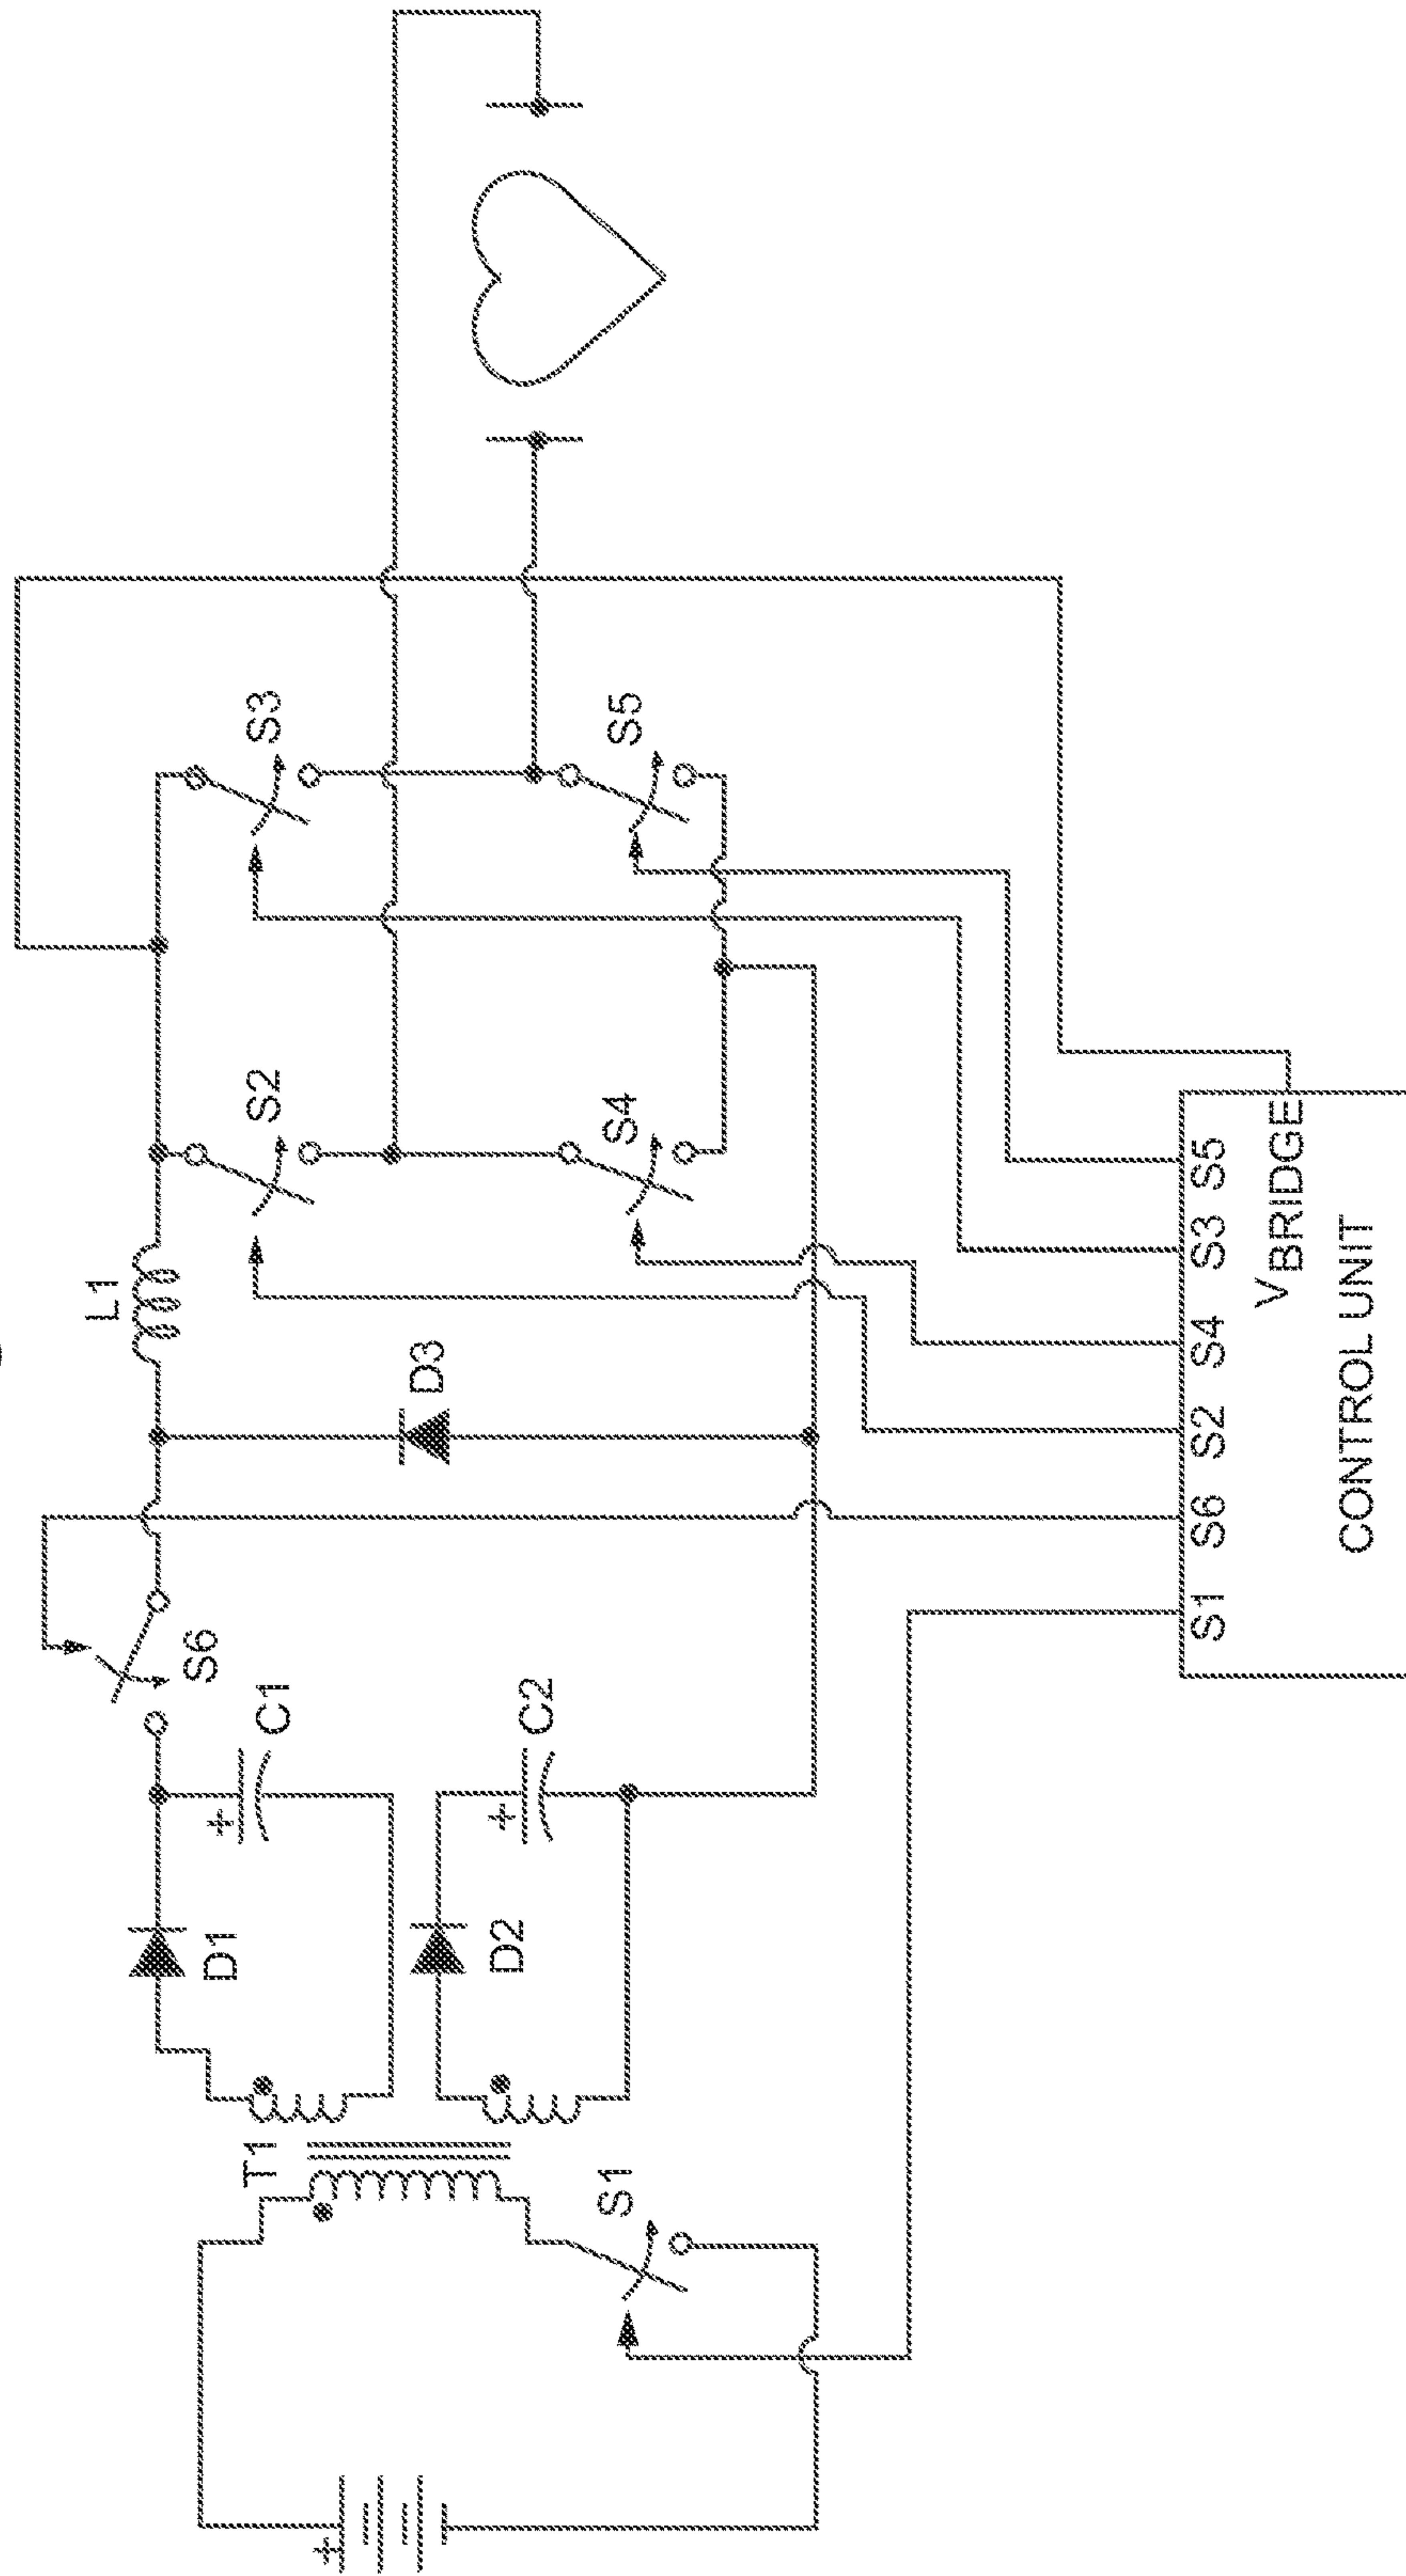 L1
S3
S2
S6
D3
S5
S4
D1
C1
T1
D2
C2
S1
+
+
+
S1 S6 S2 S4 S3 S5
VBRIDGE
CONTROL UNIT